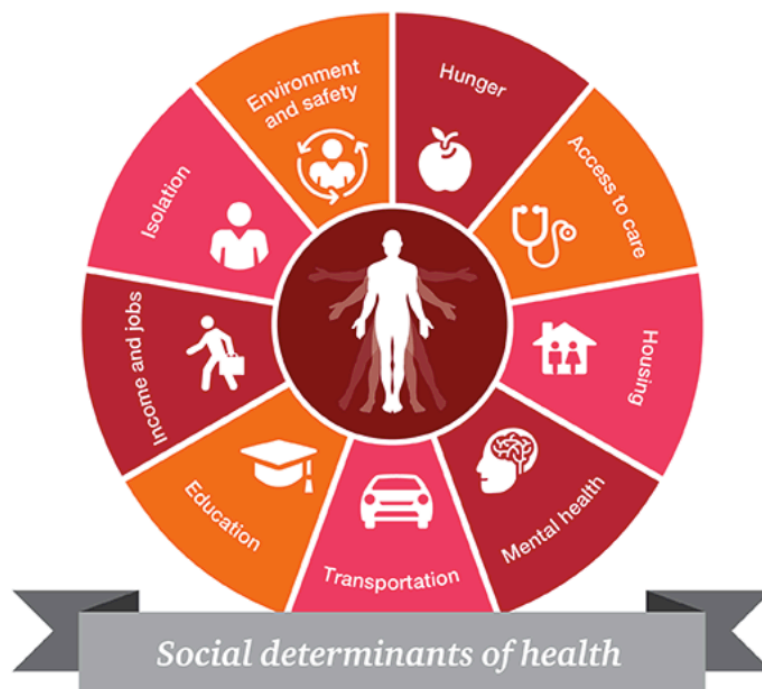 Environment
and safety
Hunger
Access to care
Housing
Mental health
Transportation
Education
Income and jobs
Isolation
Social determinants of health